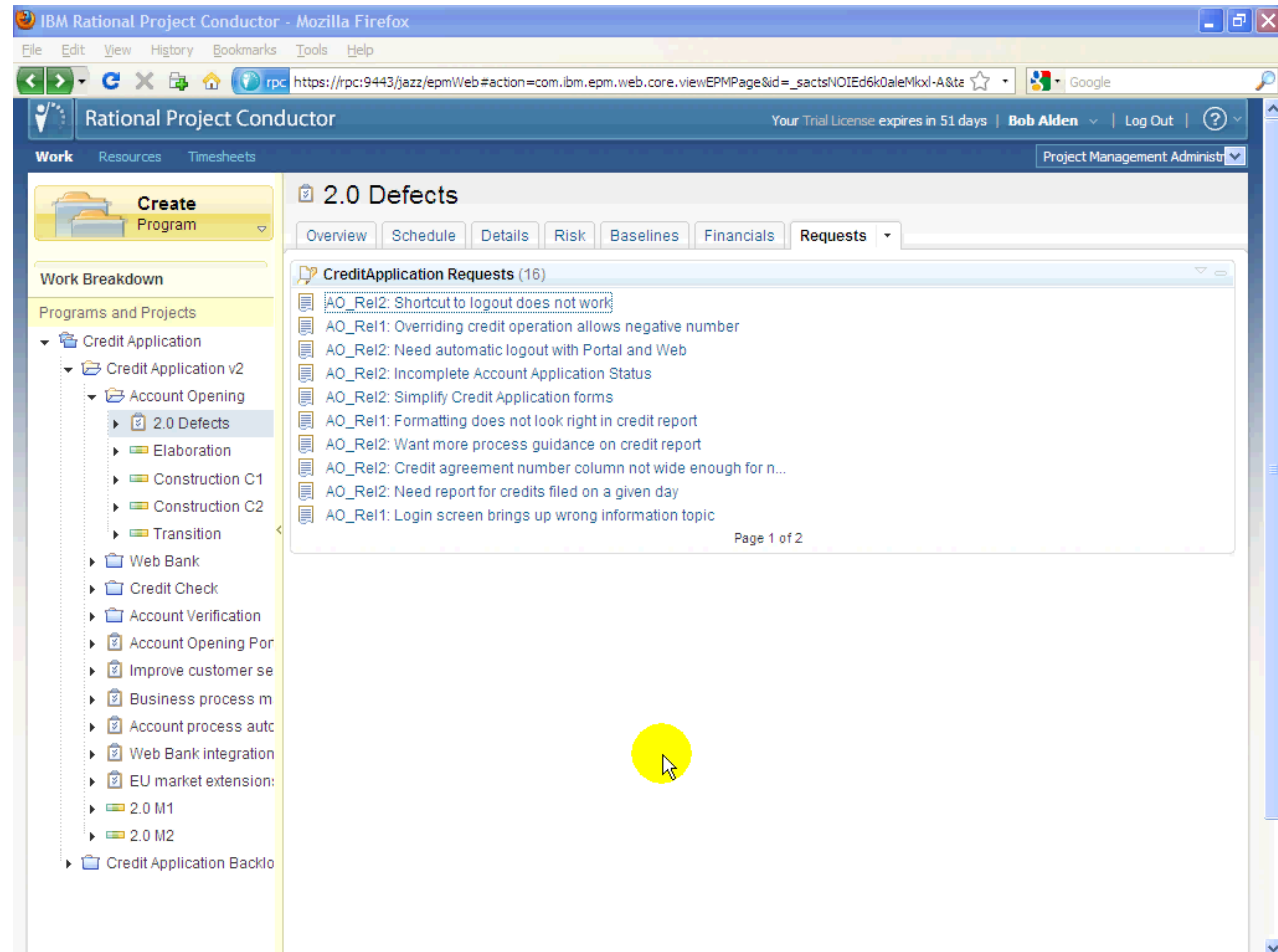 IBM Rational Project Conductor - Mozilla Firefox
File Edit View History Bookmarks Tools Help
rpc https://rpc:9443/jazz/epmWeb#action=com.ibm.epm.web.core.viewEPMPage&id=_sactsNOIEd6k0aleMkxl-A&ta Google
Rational Project Conductor Your Trial License expires in 51 days | Bob Alden | Log Out | ?
Work Resources Timesheets Project Management Administr
Create
Program
2.0 Defects
Overview Schedule Details Risk Baselines Financials Requests
Work Breakdown
Programs and Projects
Credit Application
Credit Application v2
Account Opening
2.0 Defects
Elaboration
Construction C1
Construction C2
Transition
Web Bank
Credit Check
Account Verification
Account Opening Por
Improve customer se
Business process m
Account process auto
Web Bank integration
EU market extensions
2.0 M1
2.0 M2
Credit Application Backlo
CreditApplication Requests (16)
AO_Rel2: Shortcut to logout does not work
AO_Rel1: Overriding credit operation allows negative number
AO_Rel2: Need automatic logout with Portal and Web
AO_Rel2: Incomplete Account Application Status
AO_Rel2: Simplify Credit Application forms
AO_Rel1: Formatting does not look right in credit report
AO_Rel2: Want more process guidance on credit report
AO_Rel2: Credit agreement number column not wide enough for n...
AO_Rel2: Need report for credits filed on a given day
AO_Rel1: Login screen brings up wrong information topic
Page 1 of 2